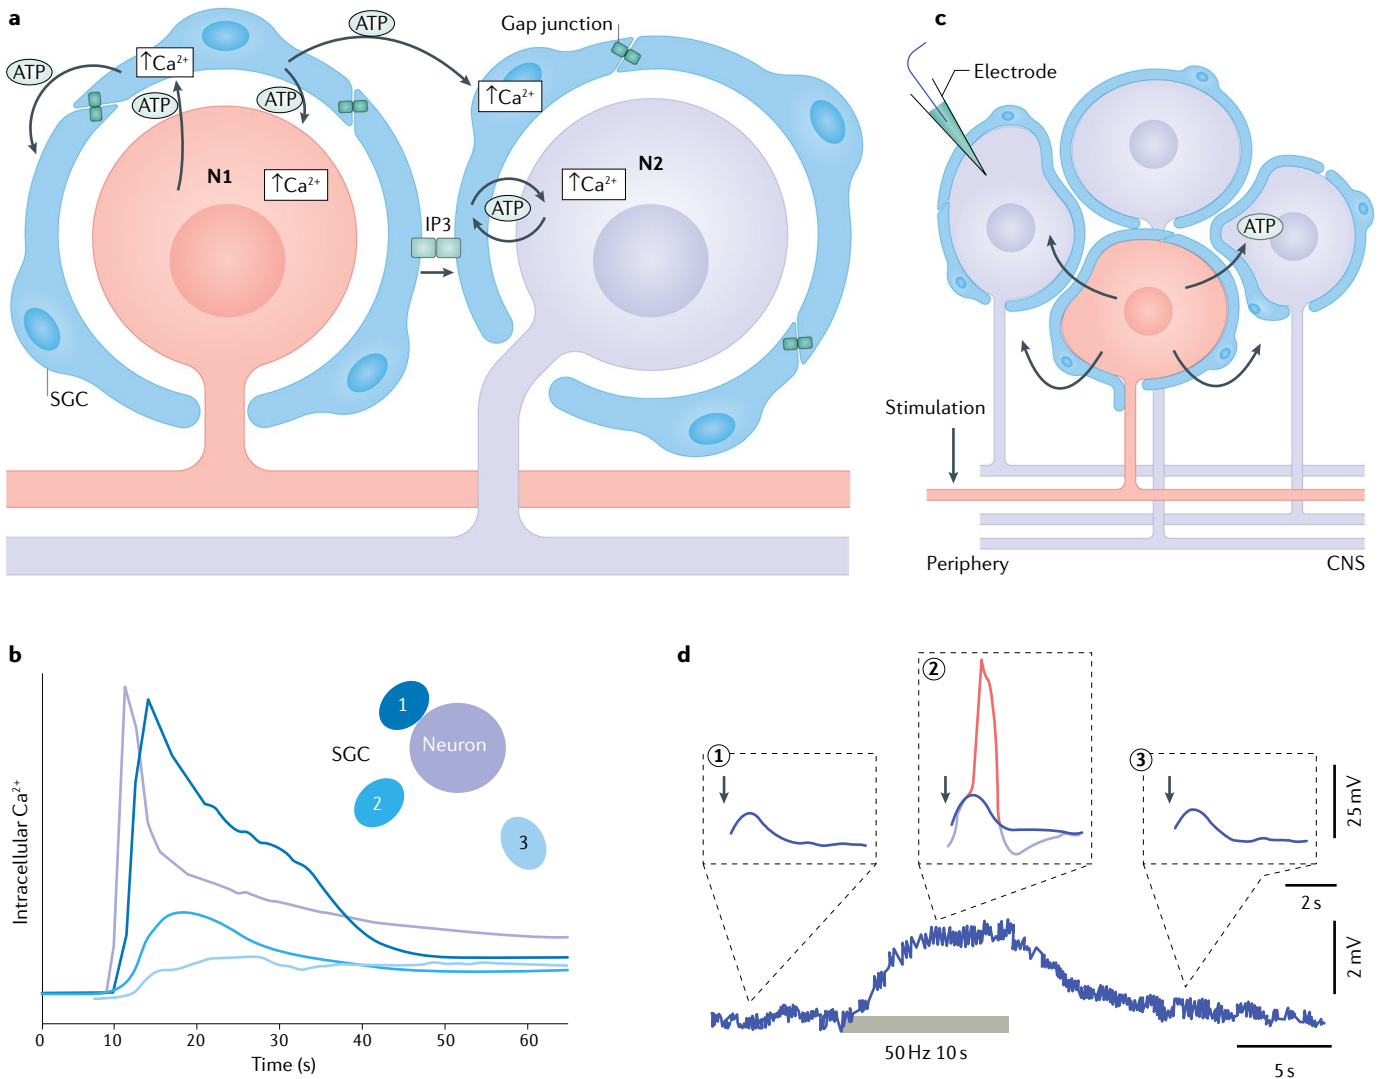 a
ATP
Gap junction
ATP
↑Ca²⁺
ATP
ATP
↑Ca²⁺
N1
↑Ca²⁺
N2
↑Ca²⁺
ATP
IP3
SGC
c
Electrode
ATP
Stimulation
Periphery
CNS
b
Intracellular Ca²⁺
1
Neuron
SGC
2
3
0
10
20
30
40
50
60
Time (s)
d
1
2
3
25 mV
2 s
2 mV
50 Hz 10 s
5 s